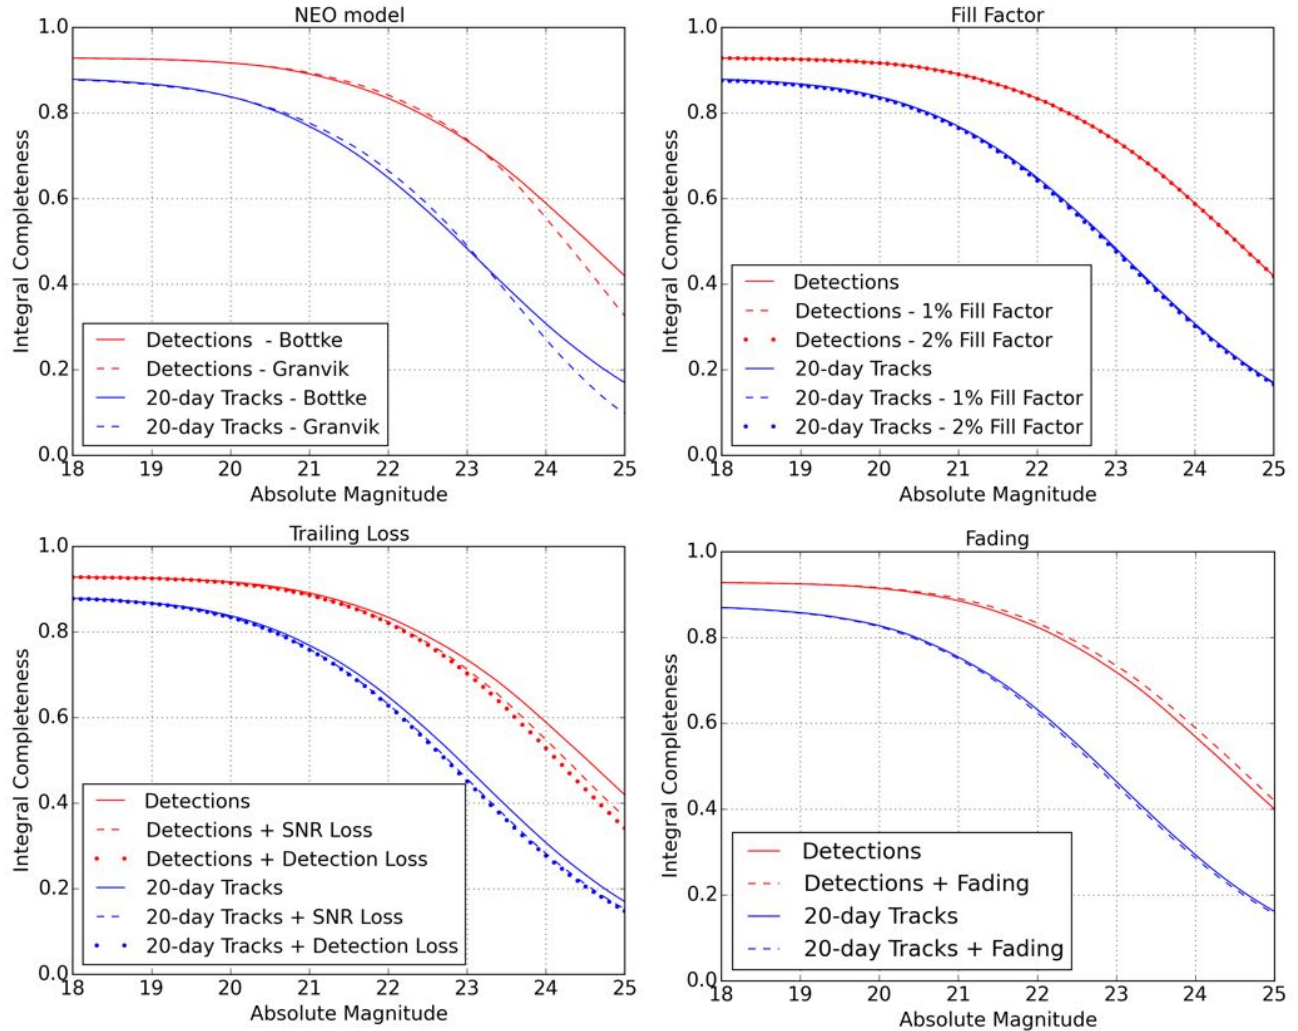 NEO model
1.0
0.8
0.6
0.4
0.2
0.0
Integral Completeness
Detections - Bottke
Detections - Granvik
20-day Tracks - Bottke
20-day Tracks - Granvik
18 19 20 21 22 23 24 25
Absolute Magnitude
Fill Factor
1.0
0.8
0.6
0.4
0.2
0.0
Integral Completeness
Detections
Detections - 1% Fill Factor
Detections - 2% Fill Factor
20-day Tracks
20-day Tracks - 1% Fill Factor
20-day Tracks - 2% Fill Factor
18 19 20 21 22 23 24 25
Absolute Magnitude
Trailing Loss
1.0
0.8
0.6
0.4
0.2
0.0
Integral Completeness
Detections
Detections + SNR Loss
Detections + Detection Loss
20-day Tracks
20-day Tracks + SNR Loss
20-day Tracks + Detection Loss
18 19 20 21 22 23 24 25
Absolute Magnitude
Fading
1.0
0.8
0.6
0.4
0.2
0.0
Integral Completeness
Detections
Detections + Fading
20-day Tracks
20-day Tracks + Fading
18 19 20 21 22 23 24 25
Absolute Magnitude